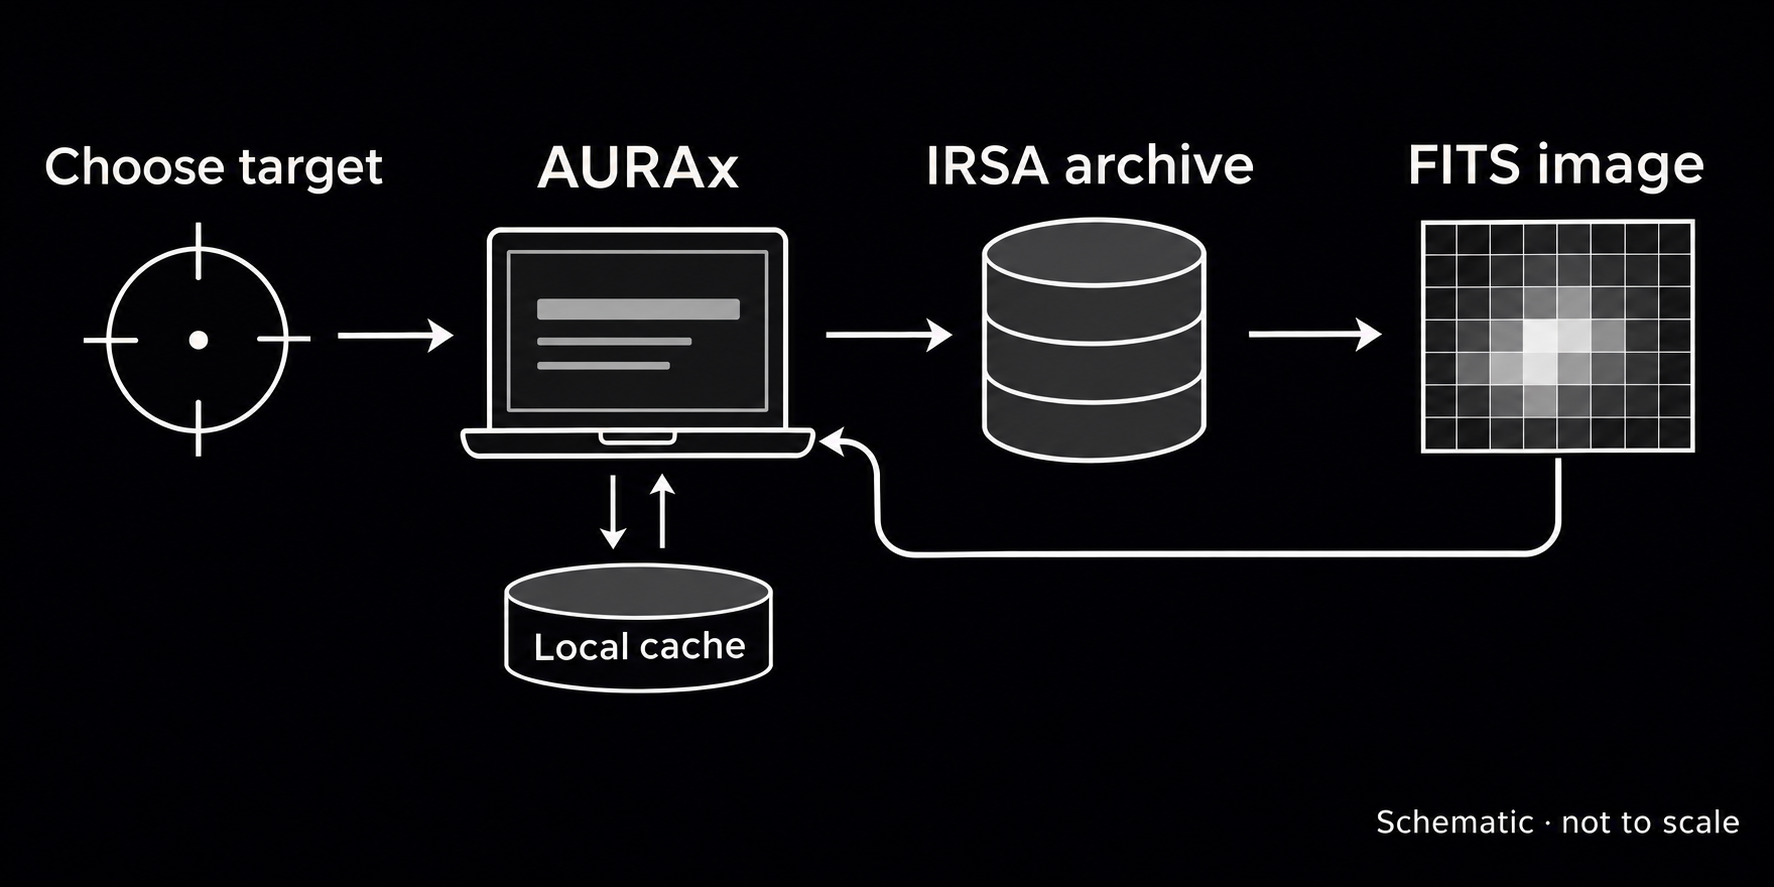 Choose target
AURAx
IRSA archive
FITS image
Local cache
Schematic · not to scale